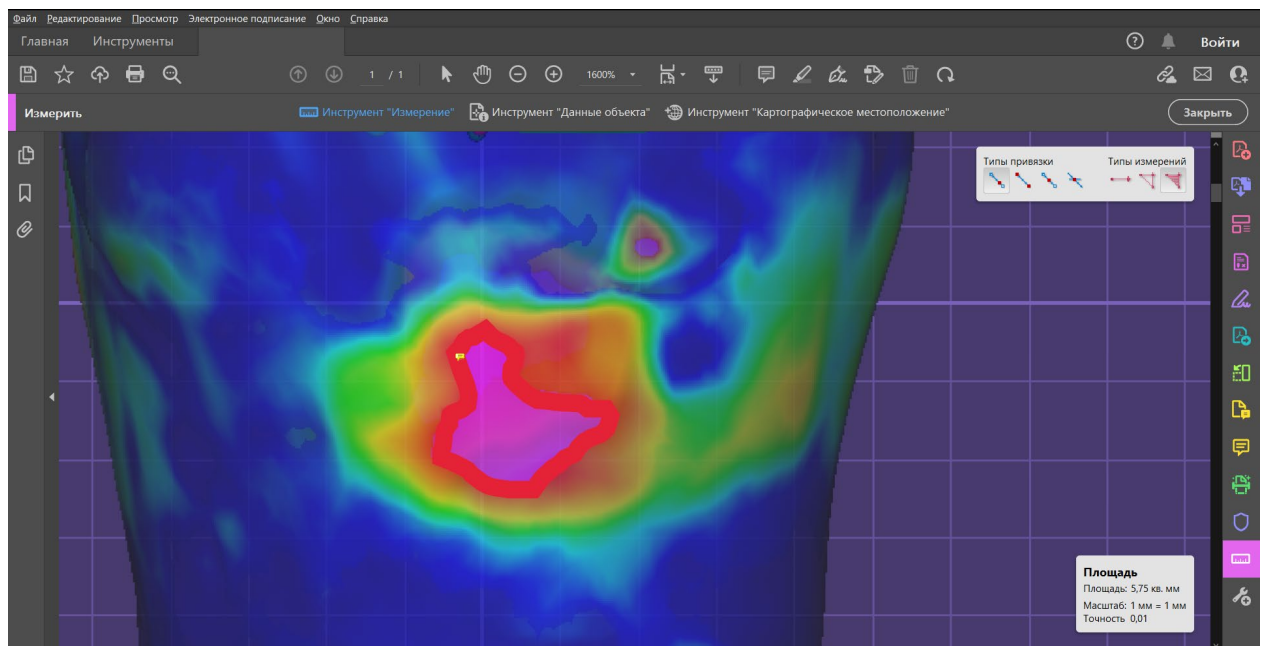 Файл Редактирование Просмотр Электронное подписание Окно Справка
Главная Инструменты
Войти
1 / 1
1600%
Измерить
Инструмент "Измерение"
Инструмент "Данные объекта"
Инструмент "Картографическое местоположение"
Закрыть
Типы привязки
Типы измерений
Площадь
Площадь: 5,75 кв. мм
Масштаб: 1 мм = 1 мм
Точность 0,01